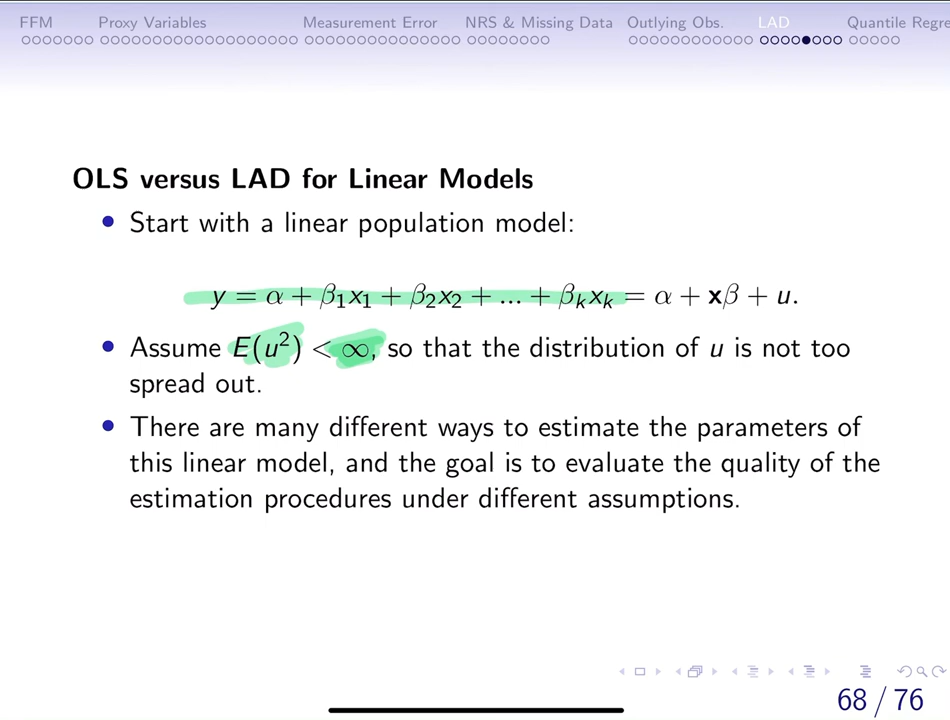 FFM Proxy Variables Measurement Error NRS & Missing Data Outlying Obs. LAD Quantile Regre
OLS versus LAD for Linear Models
• Start with a linear population model:
y = α + β₁x₁ + β₂x₂ + ... + βₖxₖ = α + xβ + u.
• Assume E(u²) < ∞, so that the distribution of u is not too
spread out.
• There are many different ways to estimate the parameters of
this linear model, and the goal is to evaluate the quality of the
estimation procedures under different assumptions.
68 / 76